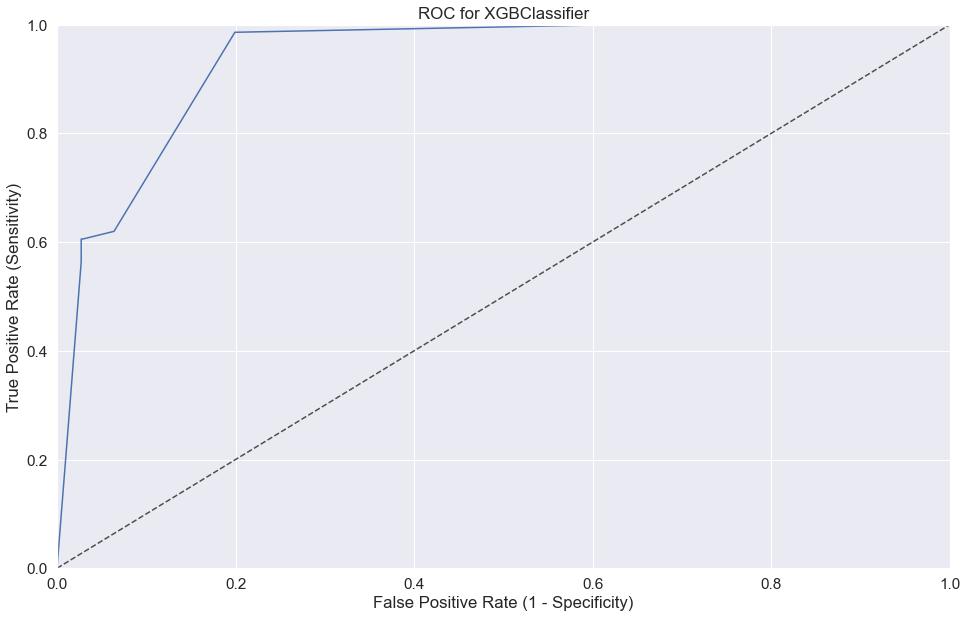 ROC for XGBClassifier
True Positive Rate (Sensitivity)
1.0
0.8
0.6
0.4
0.2
0.0
0.0 0.2 0.4 0.6 0.8 1.0
False Positive Rate (1 - Specificity)